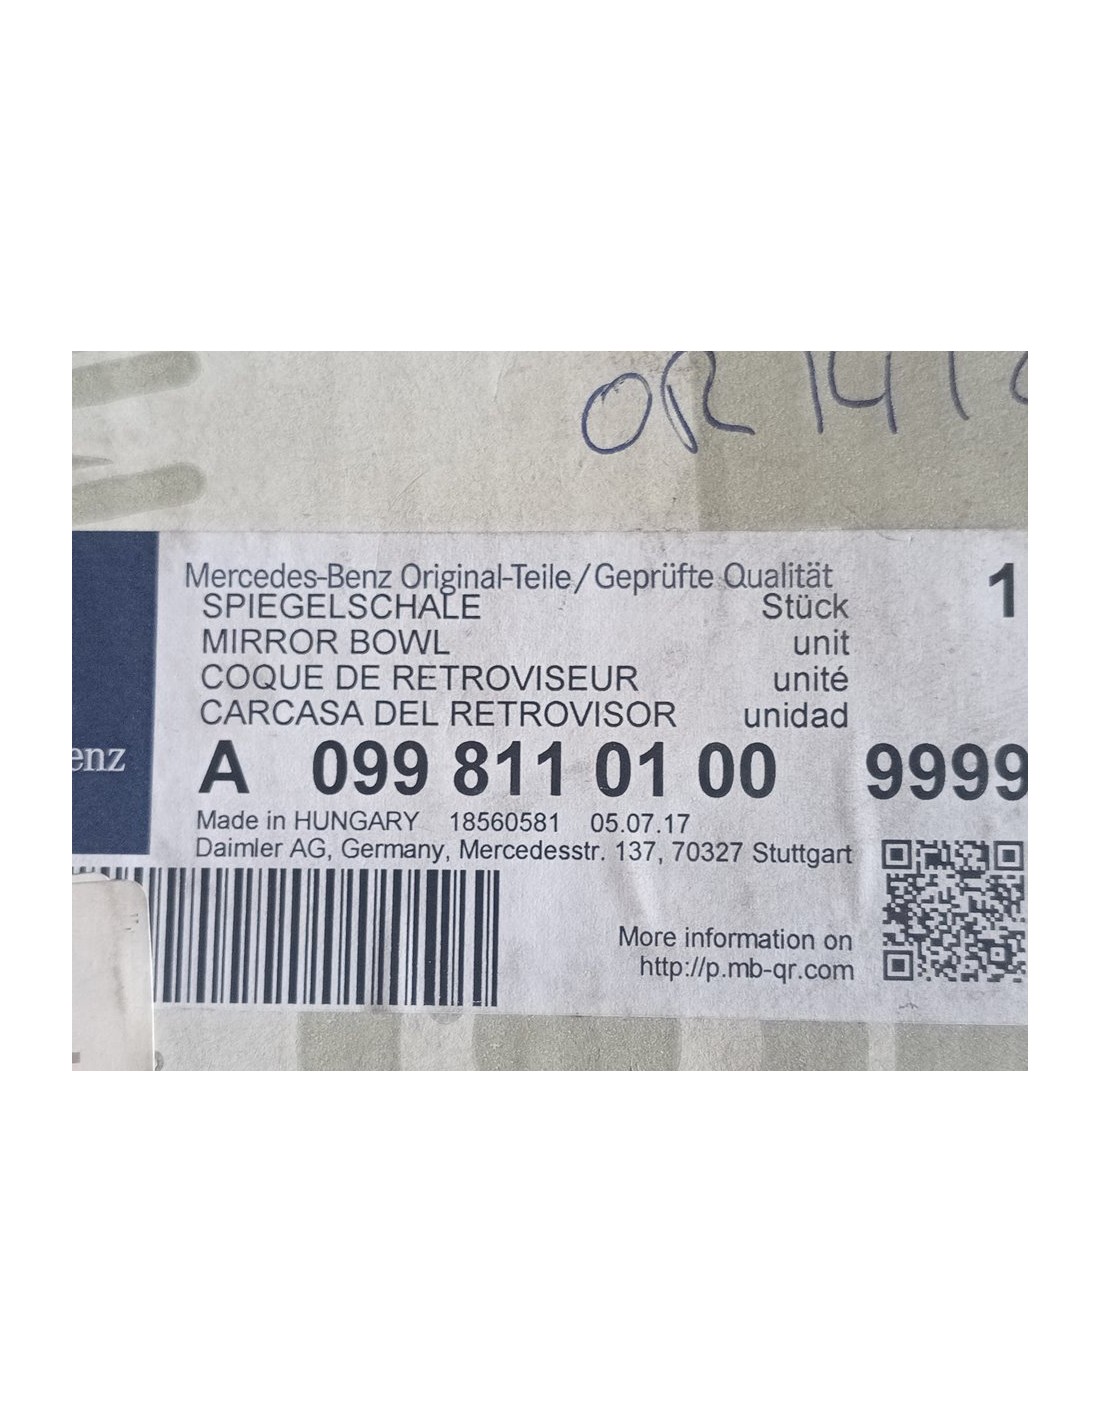 OR 141
Mercedes-Benz Original-Teile/Geprüfte Qualität
SPIEGELSCHALE Stück 1
MIRROR BOWL unit
COQUE DE RETROVISEUR unité
CARCASA DEL RETROVISOR unidad
enz
A 099 811 01 00 9999
Made in HUNGARY 18560581 05.07.17
Daimler AG, Germany, Mercedesstr. 137, 70327 Stuttgart
More information on
http://p.mb-qr.com